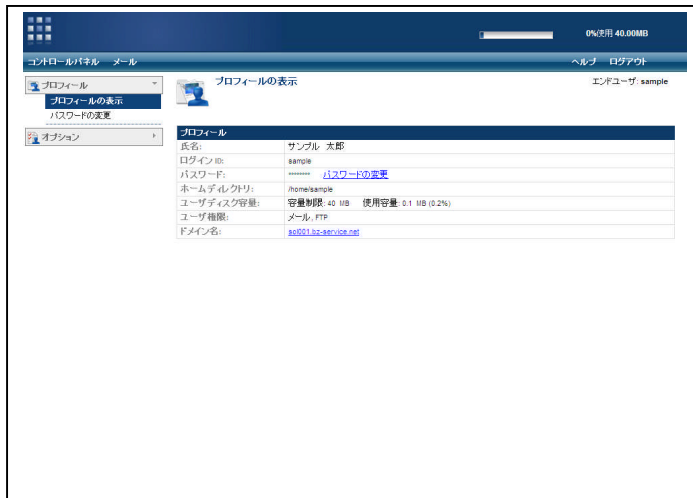 0%使用 40.00MB
コントロールパネル メール ヘルプ ログアウト
プロフィール
プロフィールの表示
パスワードの変更
オプション
プロフィールの表示
エンドユーザ: sample
プロフィール
氏名: サンプル 太郎
ログイン ID: sample
パスワード: ******** パスワードの変更
ホームディレクトリ: /home/sample
ユーザディスク容量: 容量制限: 40 MB 使用容量: 0.1 MB (0.2%)
ユーザ権限: メール, FTP
ドメイン名: sol001.bz-service.net